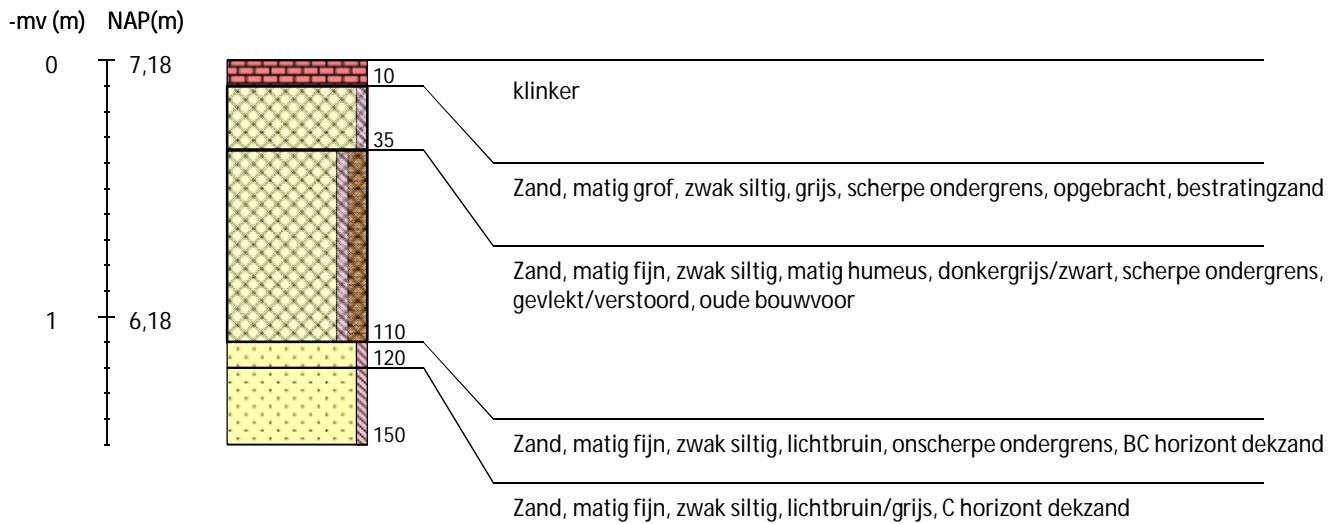 -mv (m) NAP(m)
0 7,18
10
klinker
35
Zand, matig grof, zwak siltig, grijs, scherpe ondergrens, opgebracht, bestratingzand
Zand, matig fijn, zwak siltig, matig humeus, donkergrijs/zwart, scherpe ondergrens,
gevlekt/verstoord, oude bouwvoor
1 6,18
110
120
150
Zand, matig fijn, zwak siltig, lichtbruin, onscherpe ondergrens, BC horizont dekzand
Zand, matig fijn, zwak siltig, lichtbruin/grijs, C horizont dekzand